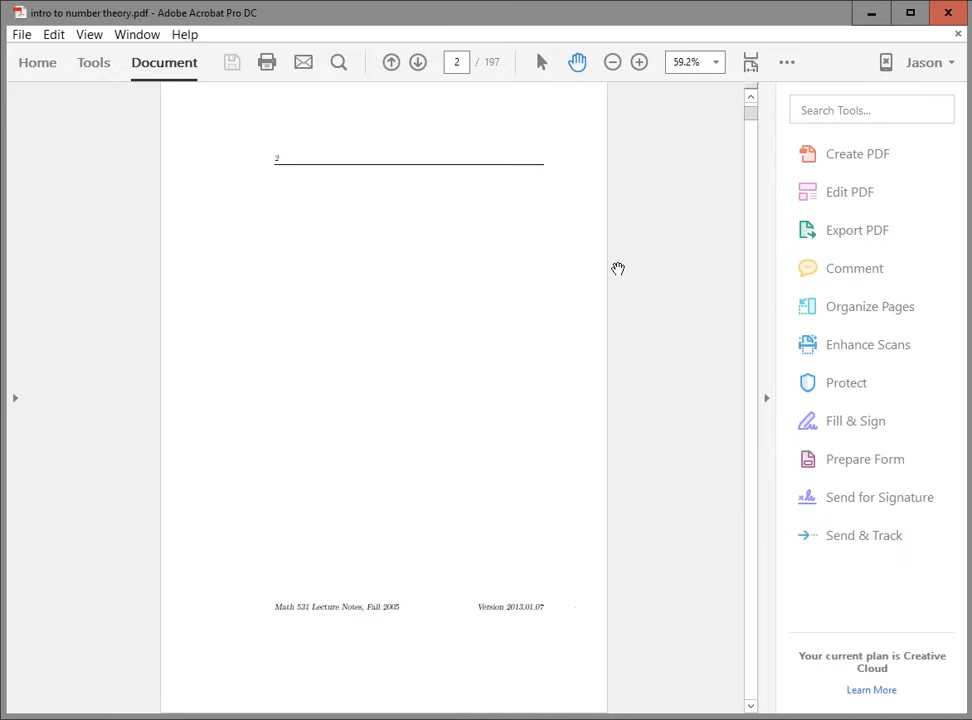 intro to number theory.pdf - Adobe Acrobat Pro DC
File Edit View Window Help
Home Tools Document 2 / 197 59.2% Jason
Search Tools...
Create PDF
Edit PDF
Export PDF
Comment
Organize Pages
Enhance Scans
Protect
Fill & Sign
Prepare Form
Send for Signature
Send & Track
Your current plan is Creative
Cloud
Learn More
2
Math 531 Lecture Notes, Fall 2005 Version 2013.01.07